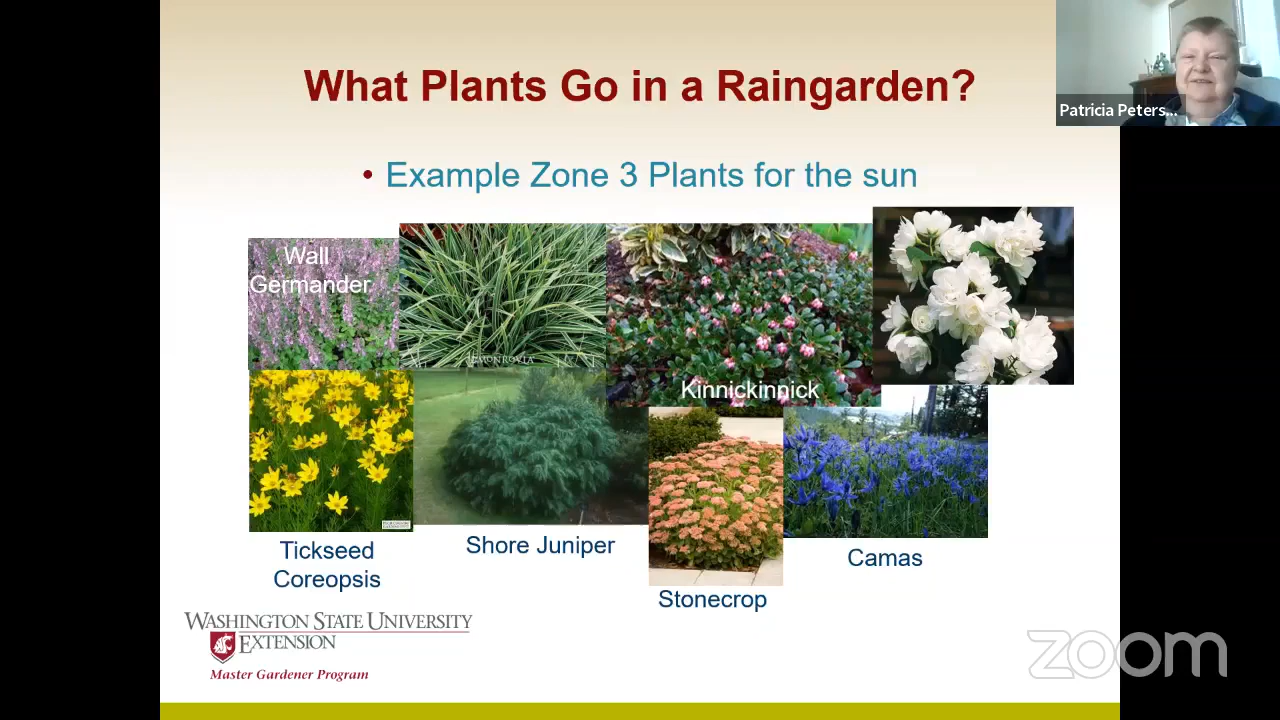 What Plants Go in a Raingarden?
Patricia Peters...
• Example Zone 3 Plants for the sun
Wall
Germander
MONROVIA
Kinnickinnick
Tickseed
Coreopsis
Shore Juniper
Camas
Stonecrop
WASHINGTON STATE UNIVERSITY
EXTENSION
Master Gardener Program
zoom